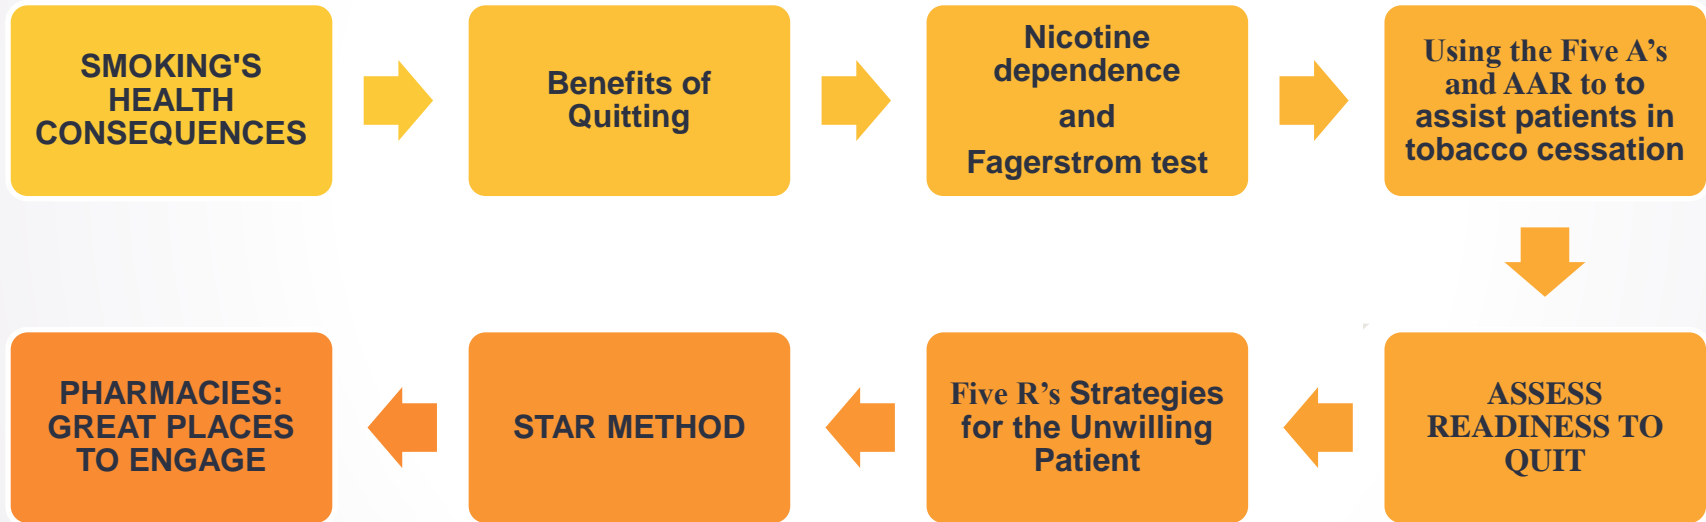 SMOKING'S
HEALTH
CONSEQUENCES
Benefits of
Quitting
Nicotine
dependence
and
Fagerstrom test
Using the Five A’s
and AAR to to
assist patients in
tobacco cessation
ASSESS
READINESS TO
QUIT
Five R’s Strategies
for the Unwilling
Patient
STAR METHOD
PHARMACIES:
GREAT PLACES
TO ENGAGE